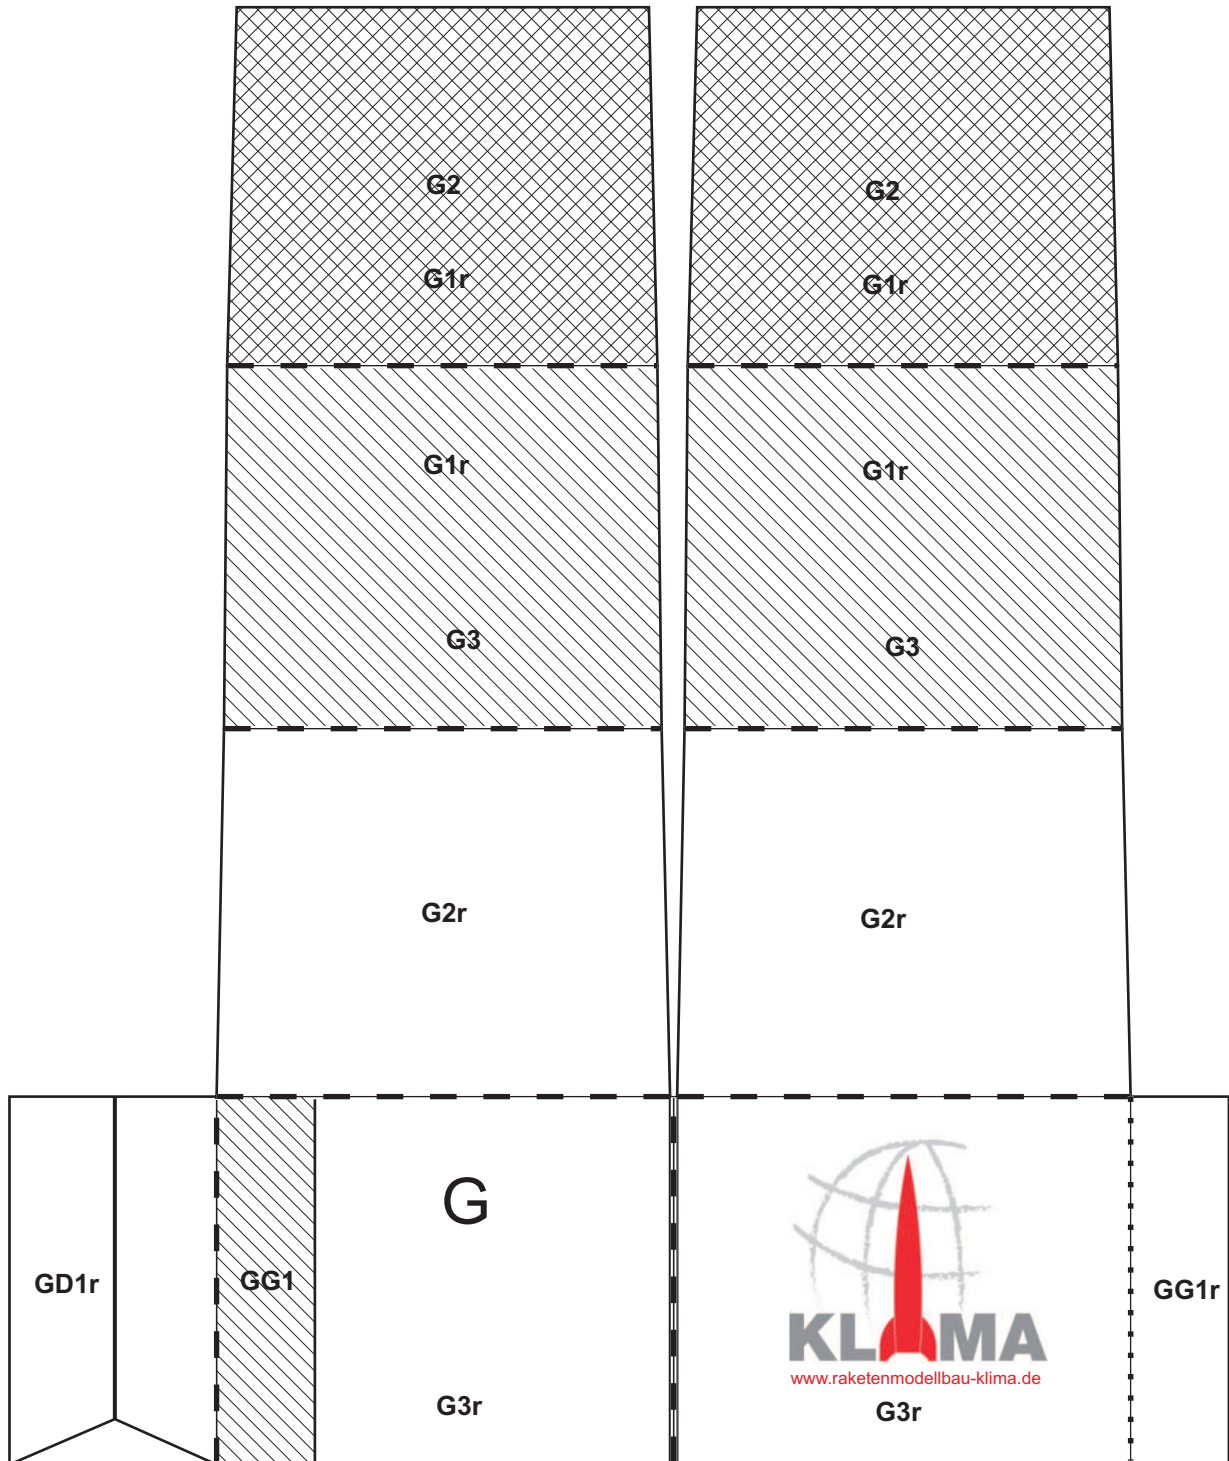 G2 G2
G1r G1r
G1r G1r
G3 G3
G2r G2r
G
GD1r GG1 GG1r
KLIMA
www.raketenmodellbau-klima.de
G3r G3r